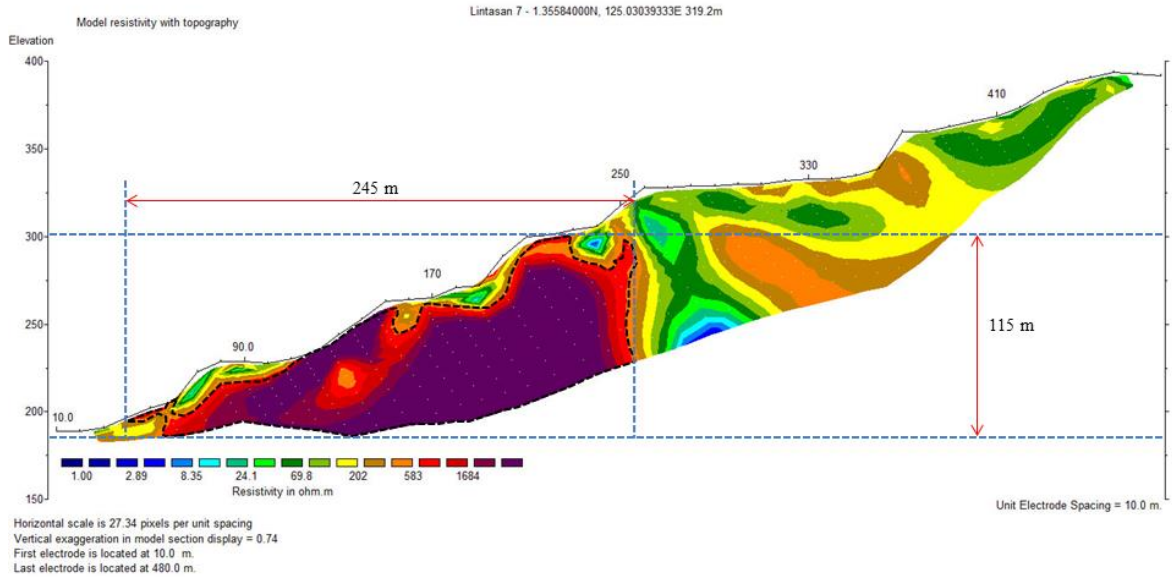 Lintasan 7 - 1.35584000N, 125.03039333E 319.2m
Model resistivity with topography
Elevation
400
410
350
330
250
245 m
300
170
250
115 m
90.0
200
10.0
1.00 2.89 8.35 24.1 69.8 202 583 1684
Resistivity in ohm.m
150
Unit Electrode Spacing = 10.0 m.
Horizontal scale is 27.34 pixels per unit spacing
Vertical exaggeration in model section display = 0.74
First electrode is located at 10.0 m.
Last electrode is located at 480.0 m.